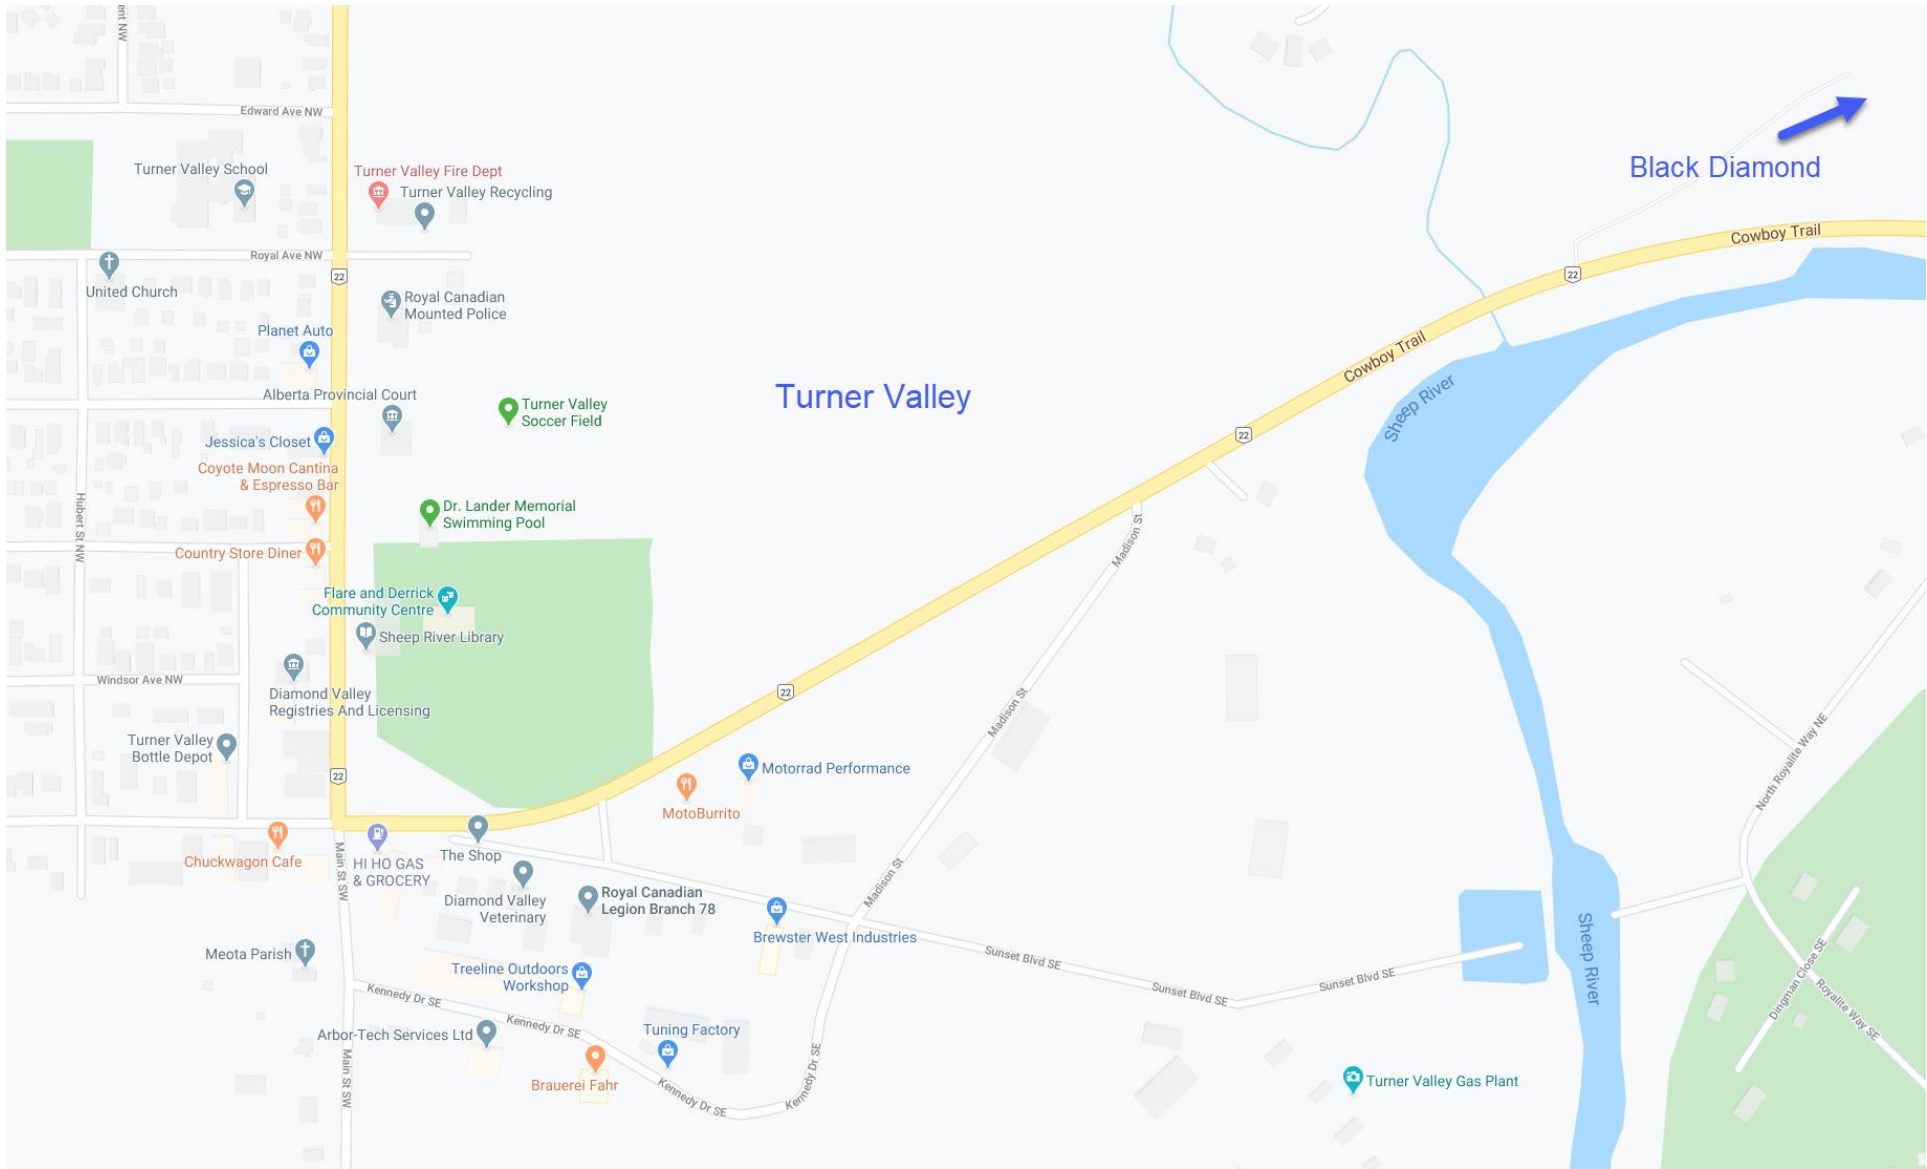 ent NW
Edward Ave NW
Turner Valley School
Turner Valley Fire Dept
Turner Valley Recycling
Black Diamond
Royal Ave NW
Cowboy Trail
22
22
United Church
Royal Canadian
Mounted Police
Planet Auto
Cowboy Trail
Alberta Provincial Court
Turner Valley
Soccer Field
Turner Valley
Sheep River
22
Jessica's Closet
Coyote Moon Cantina
& Espresso Bar
Hubert St NW
Dr. Lander Memorial
Swimming Pool
Country Store Diner
Madison St
Flare and Derrick
Community Centre
Sheep River Library
Windsor Ave NW
Diamond Valley
Registries And Licensing
22
Madison St
Turner Valley
Bottle Depot
22
Motorrad Performance
MotoBurrito
North Royalite Way NE
Chuckwagon Cafe
Main St SW
HI HO GAS
& GROCERY
The Shop
Diamond Valley
Veterinary
Royal Canadian
Legion Branch 78
Madison St
Brewster West Industries
Sheep River
Meota Parish
Treeline Outdoors
Workshop
Sunset Blvd SE
Sunset Blvd SE
Sunset Blvd SE
Dingman Close SE
Royalite Way SE
Kennedy Dr SE
Kennedy Dr SE
Arbor-Tech Services Ltd
Tuning Factory
Main St SW
Brauerei Fahr
Kennedy Dr SE
Kennedy Dr SE
Turner Valley Gas Plant